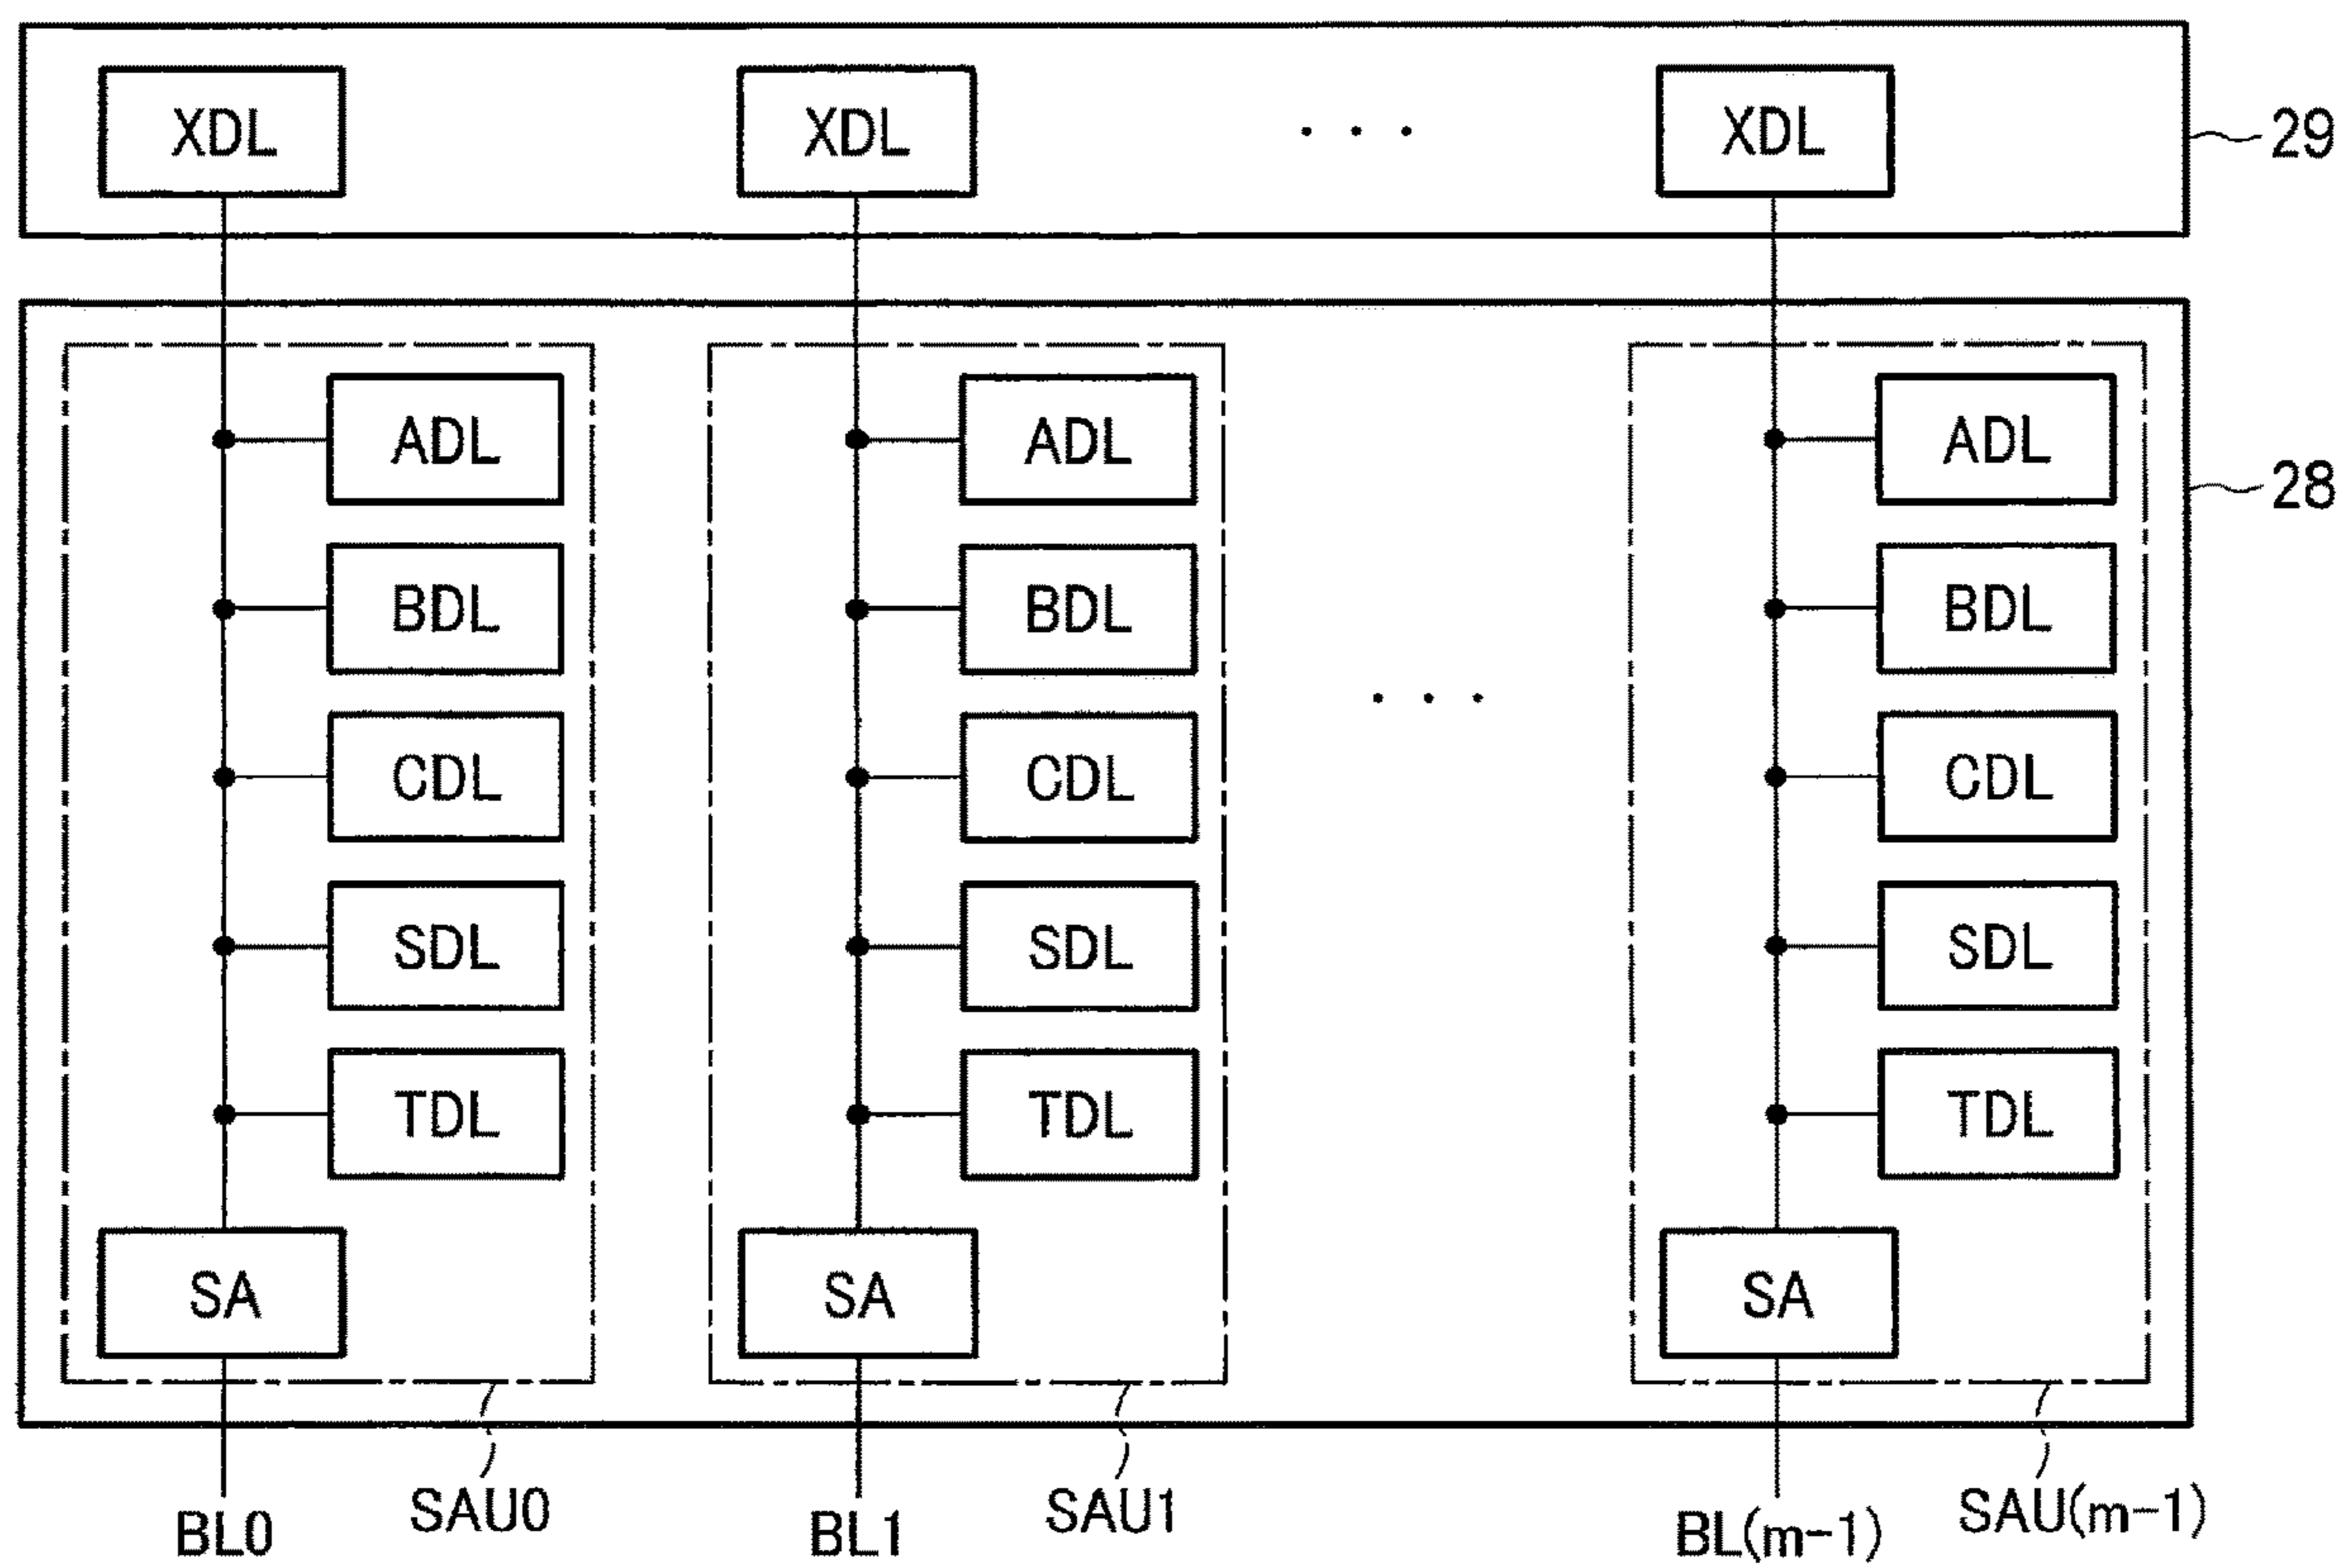 XDL XDL ... XDL 29
ADL ADL ADL
28
BDL BDL BDL
...
CDL CDL CDL
SDL SDL SDL
TDL TDL TDL
SA SA SA
BL0 SAU0 BL1 SAU1 BL(m-1) SAU(m-1)